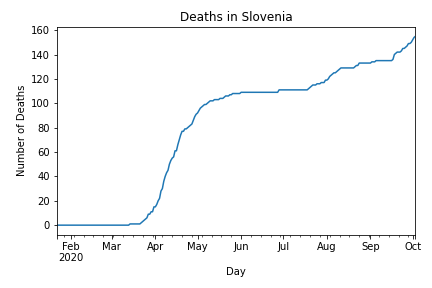 Deaths in Slovenia
Number of Deaths
160
140
120
100
80
60
40
20
0
Feb Mar Apr May Jun Jul Aug Sep Oct
2020
Day